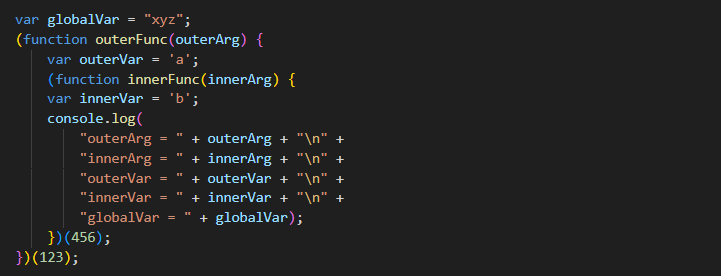 var globalVar = "xyz";
(function outerFunc(outerArg) {
    var outerVar = 'a';
    (function innerFunc(innerArg) {
    var innerVar = 'b';
    console.log(
        "outerArg = " + outerArg + "\n" +
        "innerArg = " + innerArg + "\n" +
        "outerVar = " + outerVar + "\n" +
        "innerVar = " + innerVar + "\n" +
        "globalVar = " + globalVar);
    })(456);
})(123);